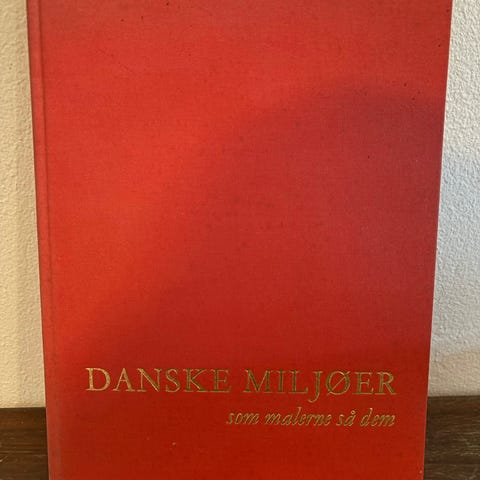 DANSKE MILJØER
som malerne så dem